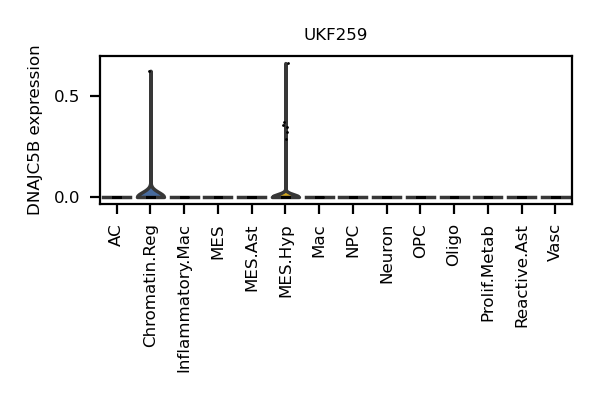 UKF259
DNAJC5B expression
0.5
0.0
AC
Chromatin.Reg
Inflammatory.Mac
MES
MES.Ast
MES.Hyp
Mac
NPC
Neuron
OPC
Oligo
Prolif.Metab
Reactive.Ast
Vasc